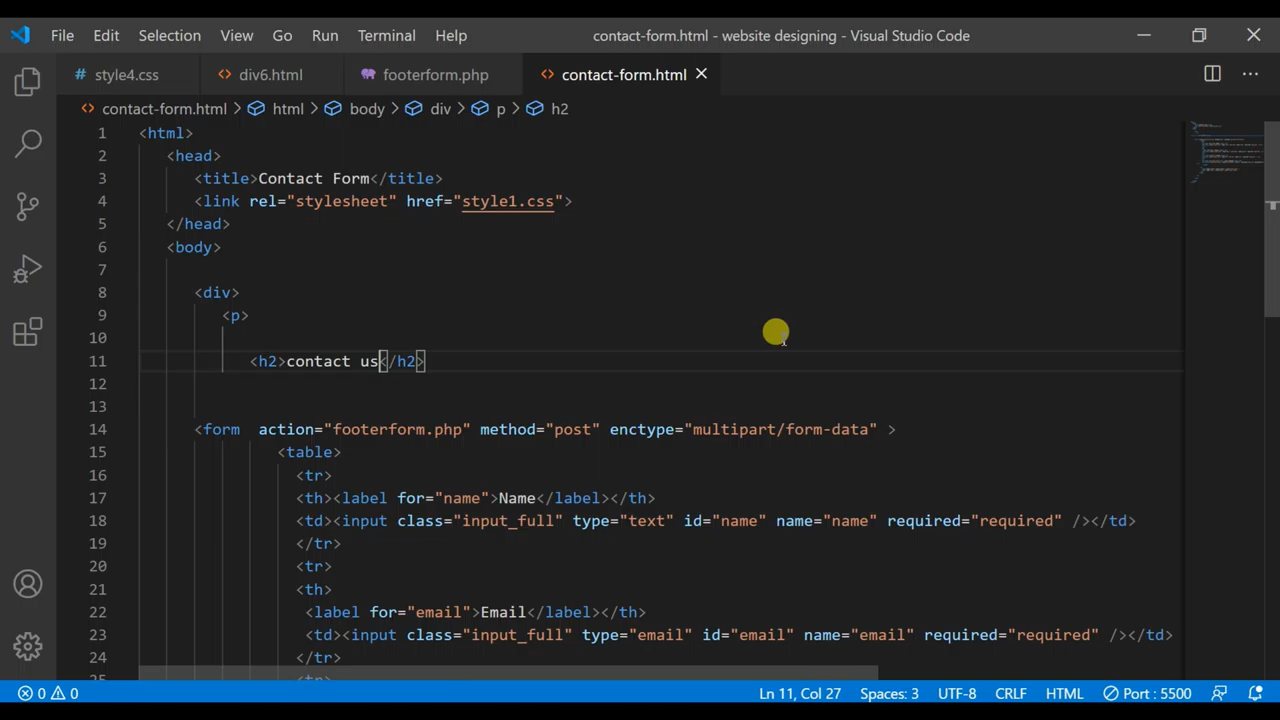 File Edit Selection View Go Run Terminal Help contact-form.html - website designing - Visual Studio Code
# style4.css <> div6.html footerform.php <> contact-form.html
<> contact-form.html > html > body > div > p > h2
1 <html>
2 <head>
3 <title>Contact Form</title>
4 <link rel="stylesheet" href="style1.css">
5 </head>
6 <body>
7
8 <div>
9 <p>
10
11 <h2>contact us</h2>
12
13
14 <form action="footerform.php" method="post" enctype="multipart/form-data" >
15 <table>
16 <tr>
17 <th><label for="name">Name</label></th>
18 <td><input class="input_full" type="text" id="name" name="name" required="required" /></td>
19 </tr>
20 <tr>
21 <th>
22 <label for="email">Email</label></th>
23 <td><input class="input_full" type="email" id="email" name="email" required="required" /></td>
24 </tr>
25 <tr>
0 0 Ln 11, Col 27 Spaces: 3 UTF-8 CRLF HTML Port : 5500